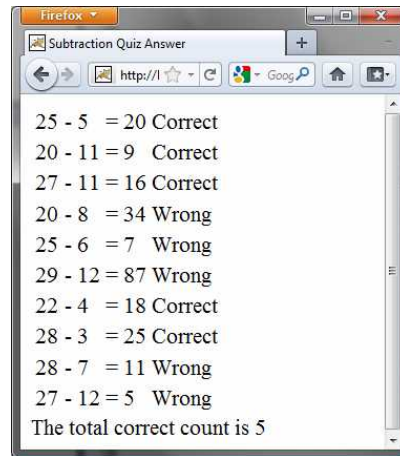 Firefox
Subtraction Quiz Answer
http://l
Goog
25 - 5 = 20 Correct
20 - 11 = 9 Correct
27 - 11 = 16 Correct
20 - 8 = 34 Wrong
25 - 6 = 7 Wrong
29 - 12 = 87 Wrong
22 - 4 = 18 Correct
28 - 3 = 25 Correct
28 - 7 = 11 Wrong
27 - 12 = 5 Wrong
The total correct count is 5